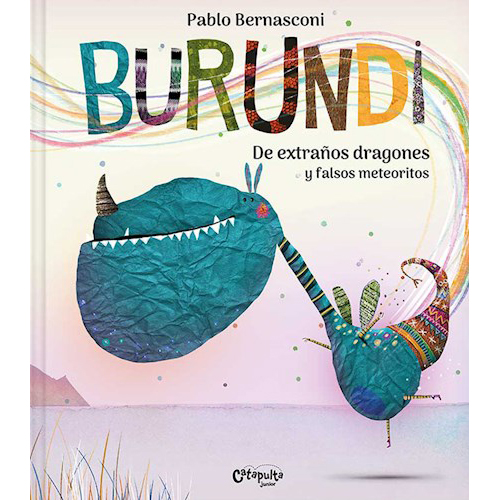 Pablo Bernasconi
BURUNDi
De extraños dragones
y falsos meteoritos
Catapulta
junior